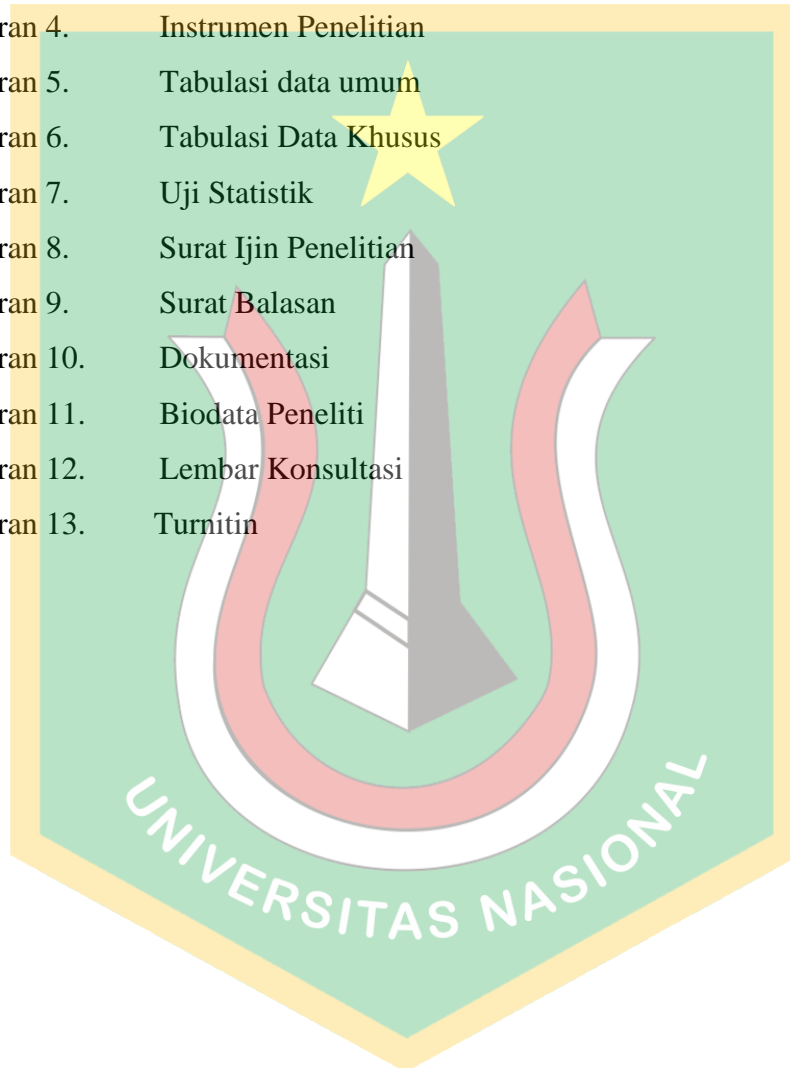 ran 4. Instrumen Penelitian
ran 5. Tabulasi data umum
ran 6. Tabulasi Data Khusus
ran 7. Uji Statistik
ran 8. Surat Ijin Penelitian
ran 9. Surat Balasan
ran 10. Dokumentasi
ran 11. Biodata Peneliti
ran 12. Lembar Konsultasi
ran 13. Turnitin
UNIVERSITAS NASIONAL